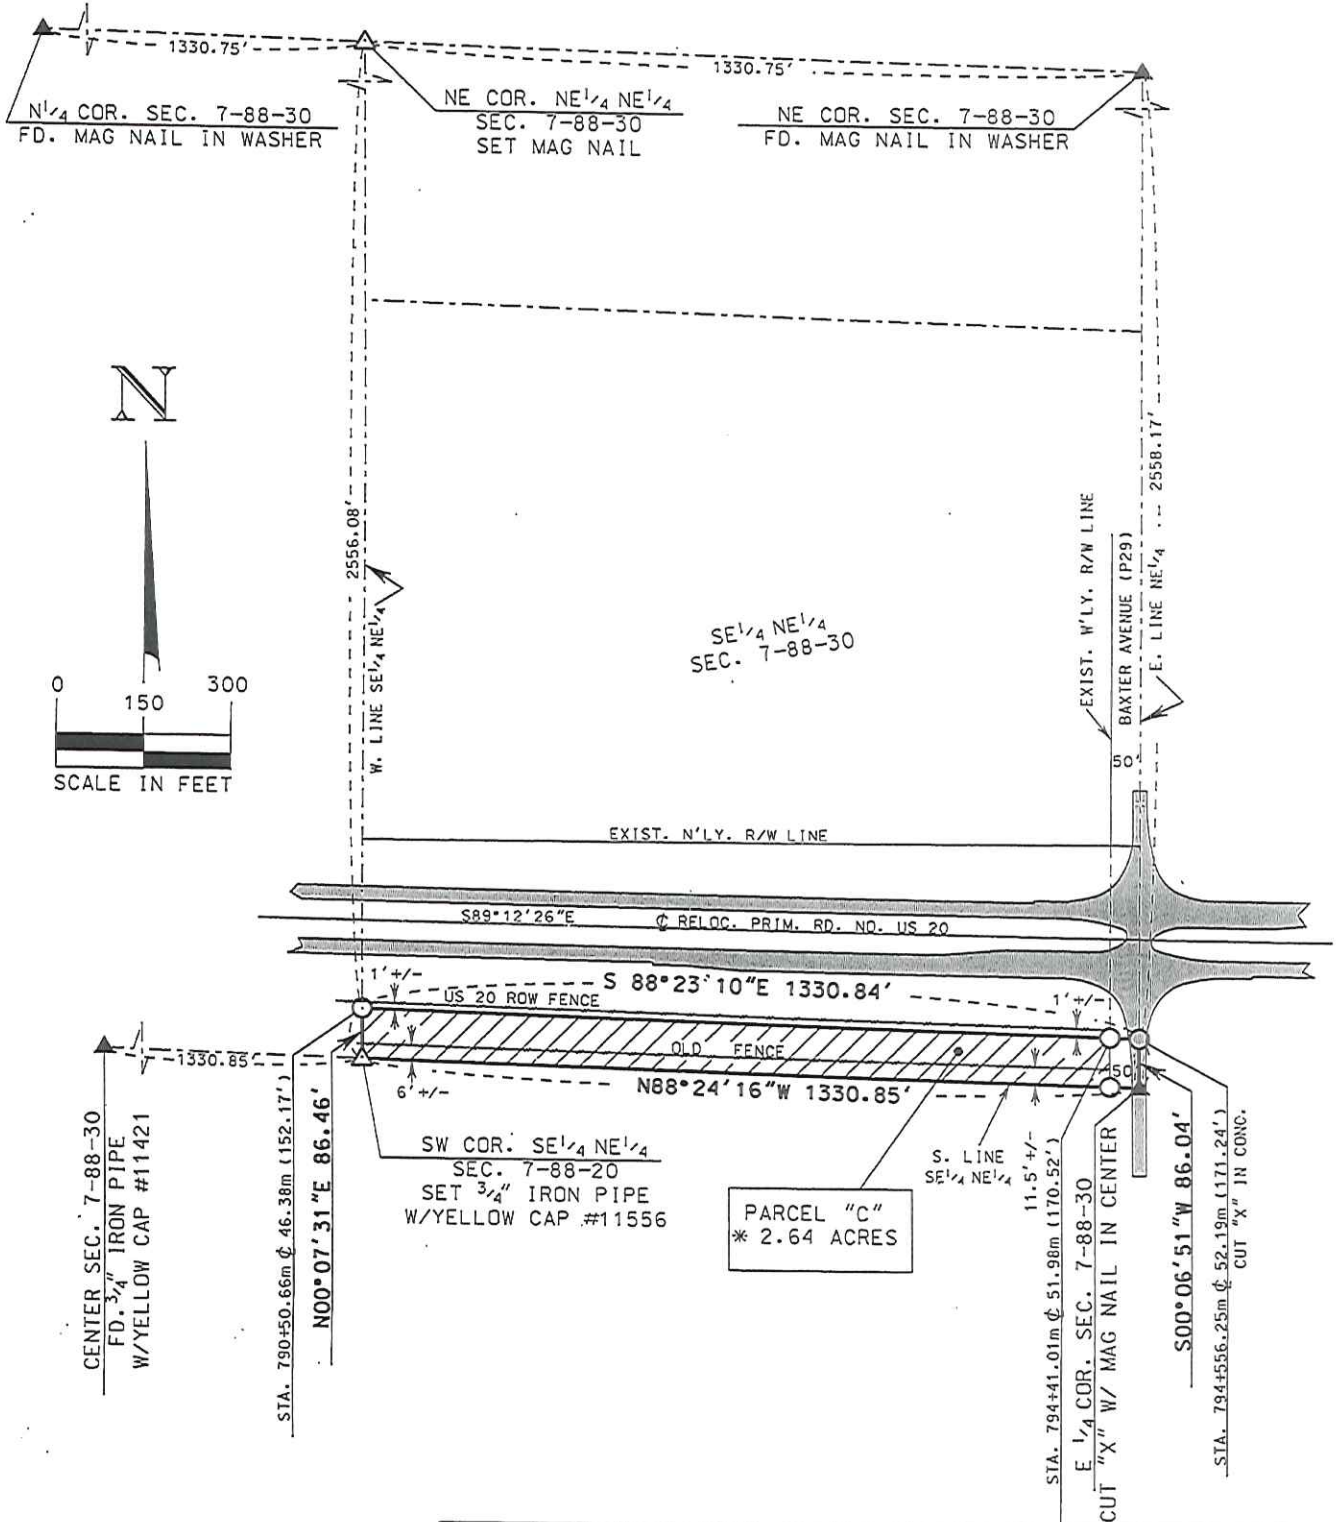 1330.75'
1330.75'
N1/4 COR. SEC. 7-88-30
FD. MAG NAIL IN WASHER
NE COR. NE1/4 NE1/4
SEC. 7-88-30
SET MAG NAIL
NE COR. SEC. 7-88-30
FD. MAG NAIL IN WASHER
N
0 150 300
SCALE IN FEET
2556.08'
W. LINE SE1/4 NE1/4
SE1/4 NE1/4
SEC. 7-88-30
EXIST. W'LY. R/W LINE
BAXTER AVENUE (P29)
E. LINE NE1/4
2558.17'
50'
EXIST. N'LY. R/W LINE
S89°12'26"E
℄ RELOC. PRIM. RD. NO. US 20
S 88°23'10"E 1330.84'
1'+/-
US 20 ROW FENCE
1'+/-
OLD FENCE
50'
1330.85'
6'+/-
N88°24'16"W 1330.85'
CENTER SEC. 7-88-30
FD. 3/4" IRON PIPE
W/YELLOW CAP #11421
STA. 790+50.66m ℄ 46.38m (152.17')
N00°07'31"E 86.46'
SW COR. SE1/4 NE1/4
SEC. 7-88-20
SET 3/4" IRON PIPE
W/YELLOW CAP #11556
PARCEL "C"
* 2.64 ACRES
S. LINE
SE1/4 NE1/4
11.5'+/-
STA. 794+41.01m ℄ 51.98m (170.52')
E 1/4 COR. SEC. 7-88-30
CUT "X" W/ MAG NAIL IN CENTER
S00°06'51"W 86.04'
STA. 794+556.25m ℄ 52.19m (171.24')
CUT "X" IN CONC.